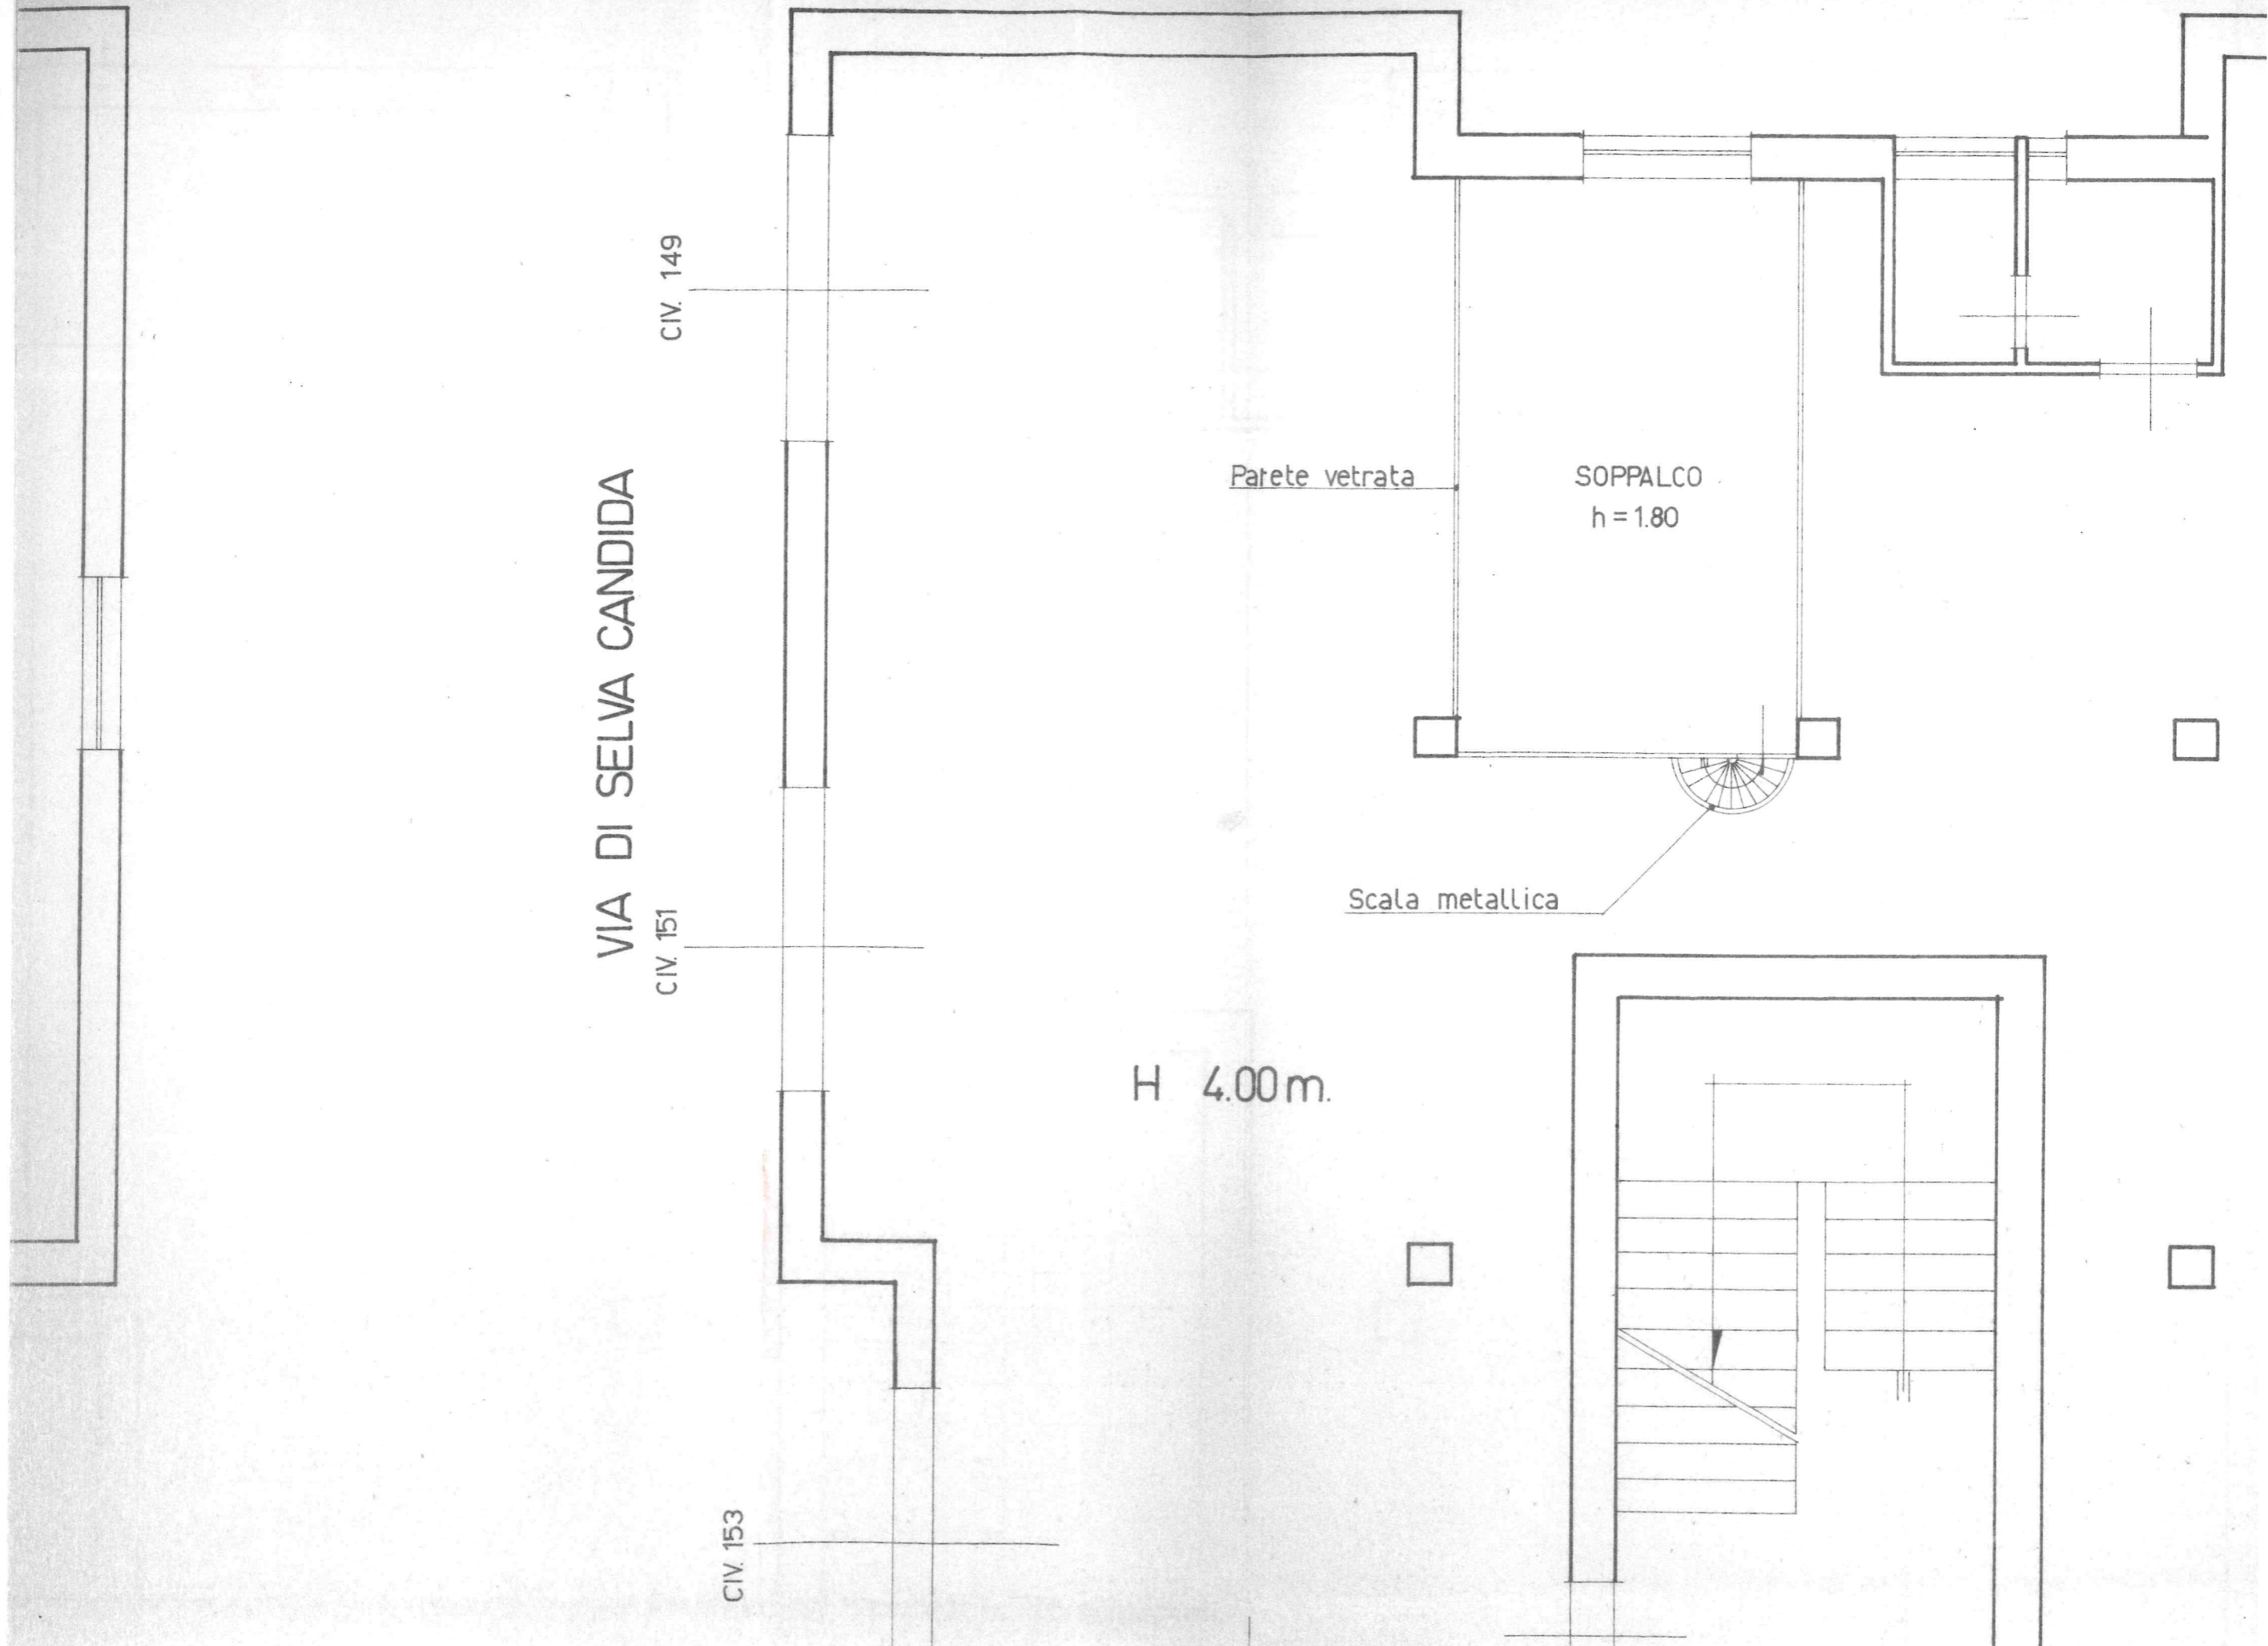 CIV. 149
VIA DI SELVA CANDIDA
CIV. 151
CIV. 153
Parete vetrata
SOPPALCO
h = 1.80
Scala metallica
H 4.00 m.